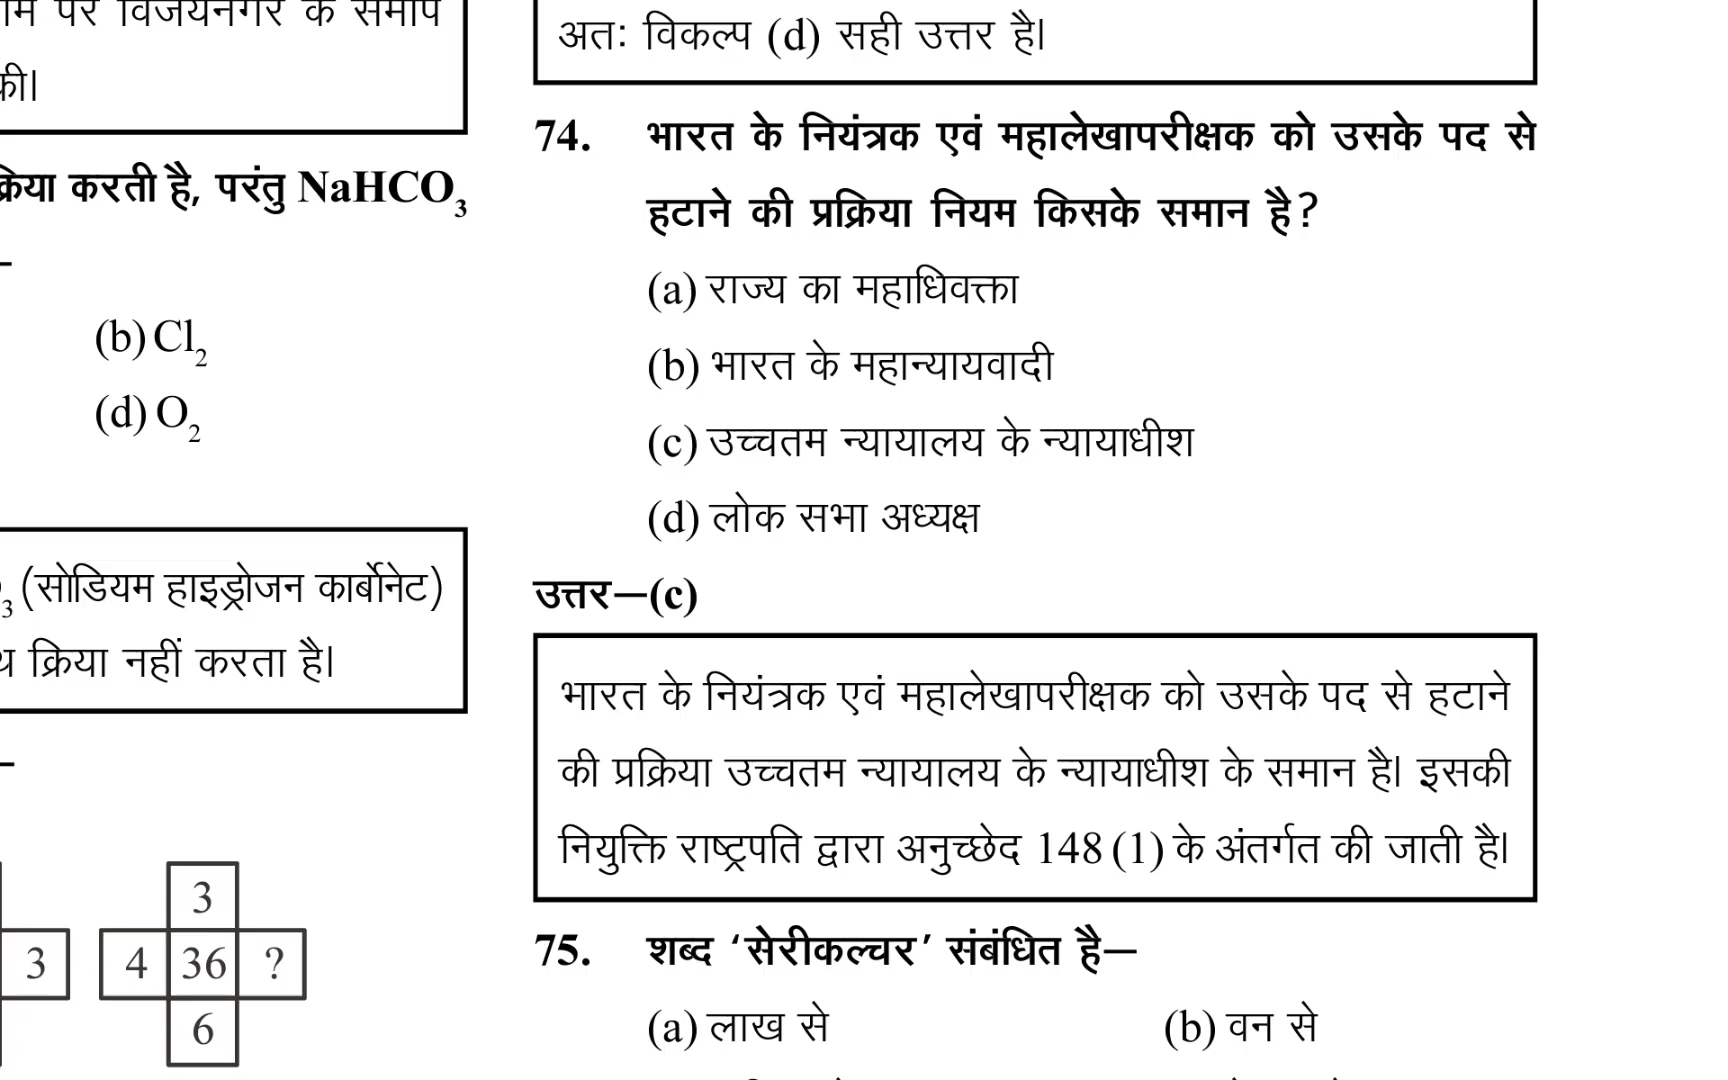 की।
परंतु NaHCO₃
(b) Cl₂
(d) O₂
₃ (सोडियम हाइड्रोजन कार्बोनेट)
क्रिया नहीं करता है।
3
3 4 36 ?
6
अतः विकल्प (d) सही उत्तर है।
74. भारत के नियंत्रक एवं महालेखापरीक्षक को उसके पद से
हटाने की प्रक्रिया नियम किसके समान है?
(a) राज्य का महाधिवक्ता
(b) भारत के महान्यायवादी
(c) उच्चतम न्यायालय के न्यायाधीश
(d) लोक सभा अध्यक्ष
उत्तर—(c)
भारत के नियंत्रक एवं महालेखापरीक्षक को उसके पद से हटाने
की प्रक्रिया उच्चतम न्यायालय के न्यायाधीश के समान है। इसकी
नियुक्ति राष्ट्रपति द्वारा अनुच्छेद 148 (1) के अंतर्गत की जाती है।
75. शब्द ‘सेरीकल्चर’ संबंधित है—
(a) लाख से (b) वन से